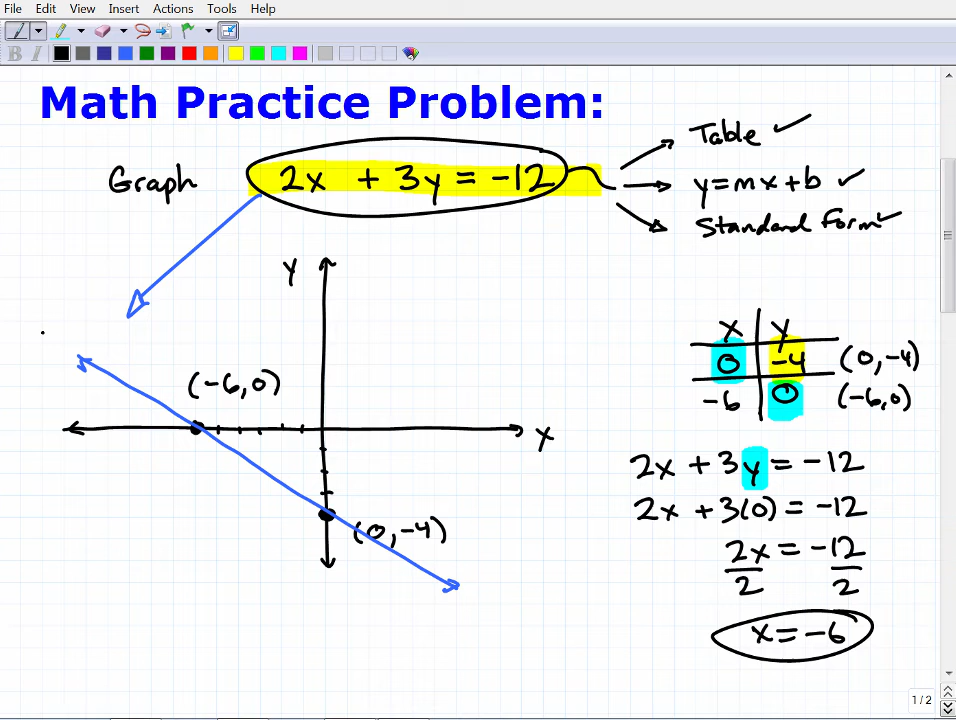 File Edit View Insert Actions Tools Help
B I
Math Practice Problem:
Graph 2x + 3y = -12
Table ✓
y=mx+b ✓
Standard Form ✓
y
x
(-6,0)
(0,-4)
x y
0 -4 (0,-4)
-6 0 (-6,0)
2x + 3y = -12
2x + 3(0) = -12
2x = -12
2 2
x = -6
1 / 2